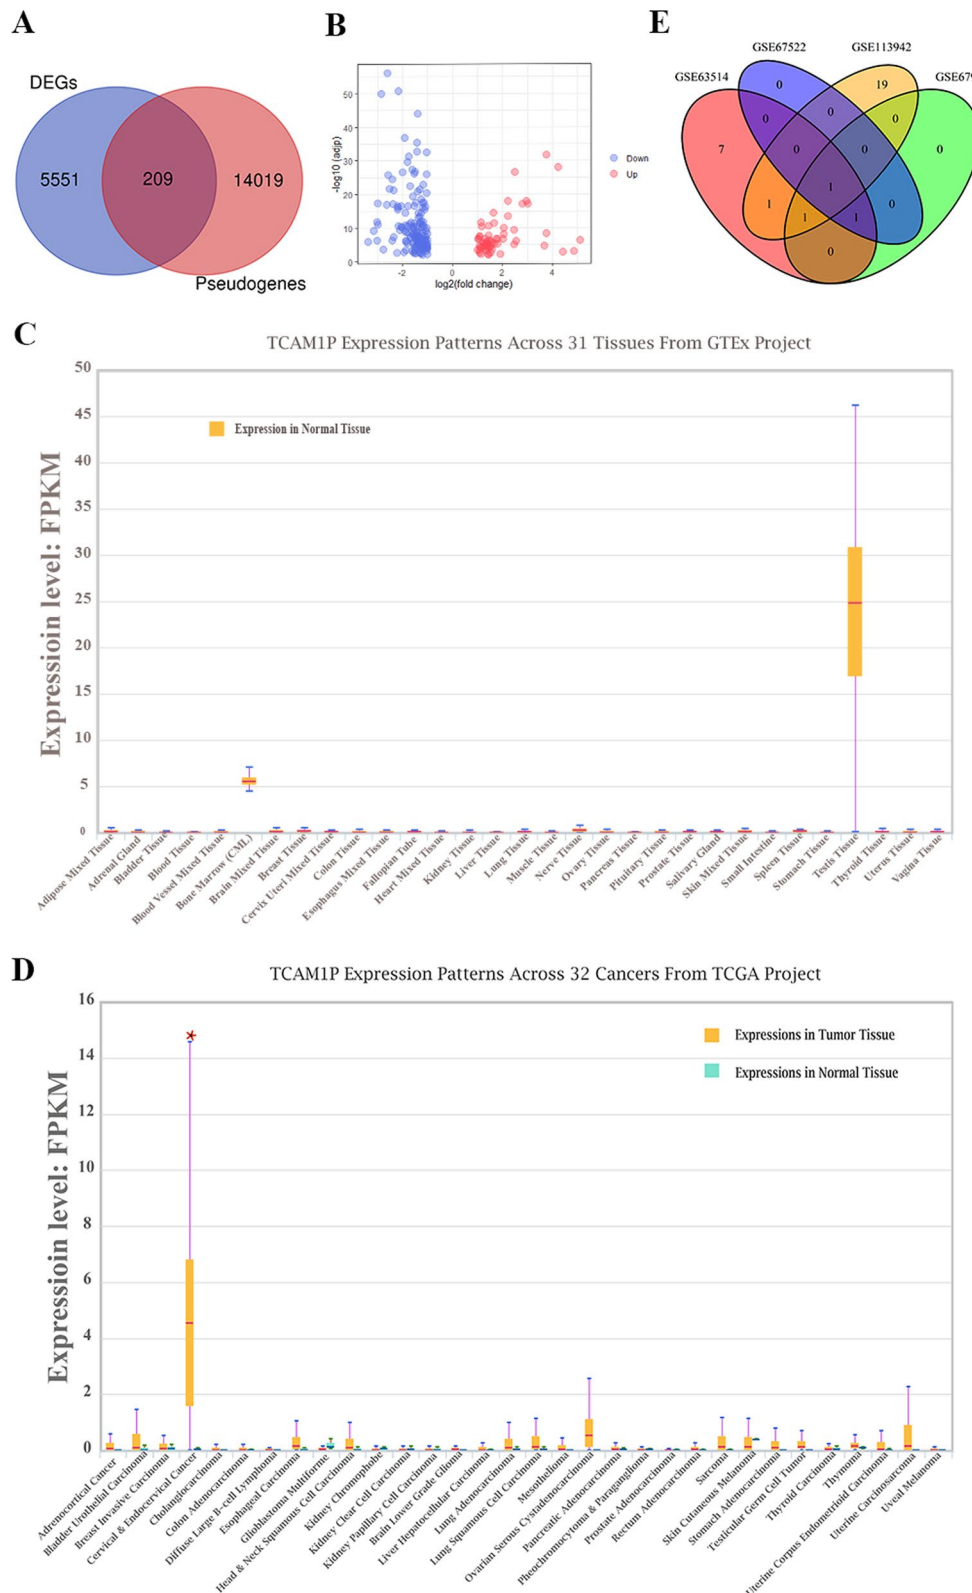 A
DEGs
5551
209
14019
Pseudogenes
B
-log10 (adjp)
50
40
30
20
10
0
-2
0
2
4
log2(fold change)
Down
Up
E
GSE67522
GSE113942
GSE63514
GSE679
0
19
0
0
0
7
0
0
0
1
1
1
1
0
0
C
TCAM1P Expression Patterns Across 31 Tissues From GTEx Project
Expressioin level: FPKM
50
45
40
35
30
25
20
15
10
5
0
Expression in Normal Tissue
Adipose Mixed Tissue
Adrenal Gland
Bladder Tissue
Blood Tissue
Blood Vessel Mixed Tissue
Bone Marrow (CML)
Brain Mixed Tissue
Breast Tissue
Cervix Uteri Mixed Tissue
Colon Tissue
Esophagus Mixed Tissue
Fallopian Tube
Heart Mixed Tissue
Kidney Tissue
Liver Tissue
Lung Tissue
Muscle Tissue
Nerve Tissue
Ovary Tissue
Pancreas Tissue
Pituitary Tissue
Prostate Tissue
Salivary Gland
Skin Mixed Tissue
Small Intestine
Spleen Tissue
Stomach Tissue
Testis Tissue
Thyroid Tissue
Uterus Tissue
Vagina Tissue
D
TCAM1P Expression Patterns Across 32 Cancers From TCGA Project
Expressioin level: FPKM
16
14
12
10
8
6
4
2
0
Expressions in Tumor Tissue
Expressions in Normal Tissue
Adrenocortical Cancer
Bladder Urothelial Carcinoma
Breast Invasive Carcinoma
Cervical & Endocervical Cancer
Cholangiocarcinoma
Colon Adenocarcinoma
Diffuse Large B-cell Lymphoma
Esophageal Carcinoma
Glioblastoma Multiforme
Head & Neck Squamous Cell Carcinoma
Kidney Chromophobe
Kidney Clear Cell Carcinoma
Kidney Papillary Cell Carcinoma
Brain Lower Grade Glioma
Liver Hepatocellular Carcinoma
Lung Adenocarcinoma
Lung Squamous Cell Carcinoma
Mesothelioma
Ovarian Serous Cystadenocarcinoma
Pancreatic Adenocarcinoma
Pheochromocytoma & Paraganglioma
Prostate Adenocarcinoma
Rectum Adenocarcinoma
Sarcoma
Skin Cutaneous Melanoma
Stomach Adenocarcinoma
Testicular Germ Cell Tumor
Thyroid Carcinoma
Thymoma
Uterine Corpus Endometrioid Carcinoma
Uterine Carcinosarcoma
Uveal Melanoma